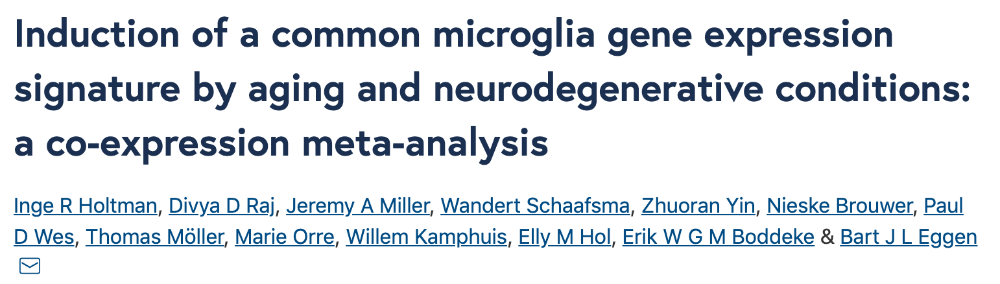 Induction of a common microglia gene expression
signature by aging and neurodegenerative conditions:
a co-expression meta-analysis
Inge R Holtman, Divya D Raj, Jeremy A Miller, Wandert Schaafsma, Zhuoran Yin, Nieske Brouwer, Paul
D Wes, Thomas Möller, Marie Orre, Willem Kamphuis, Elly M Hol, Erik W G M Boddeke & Bart J L Eggen